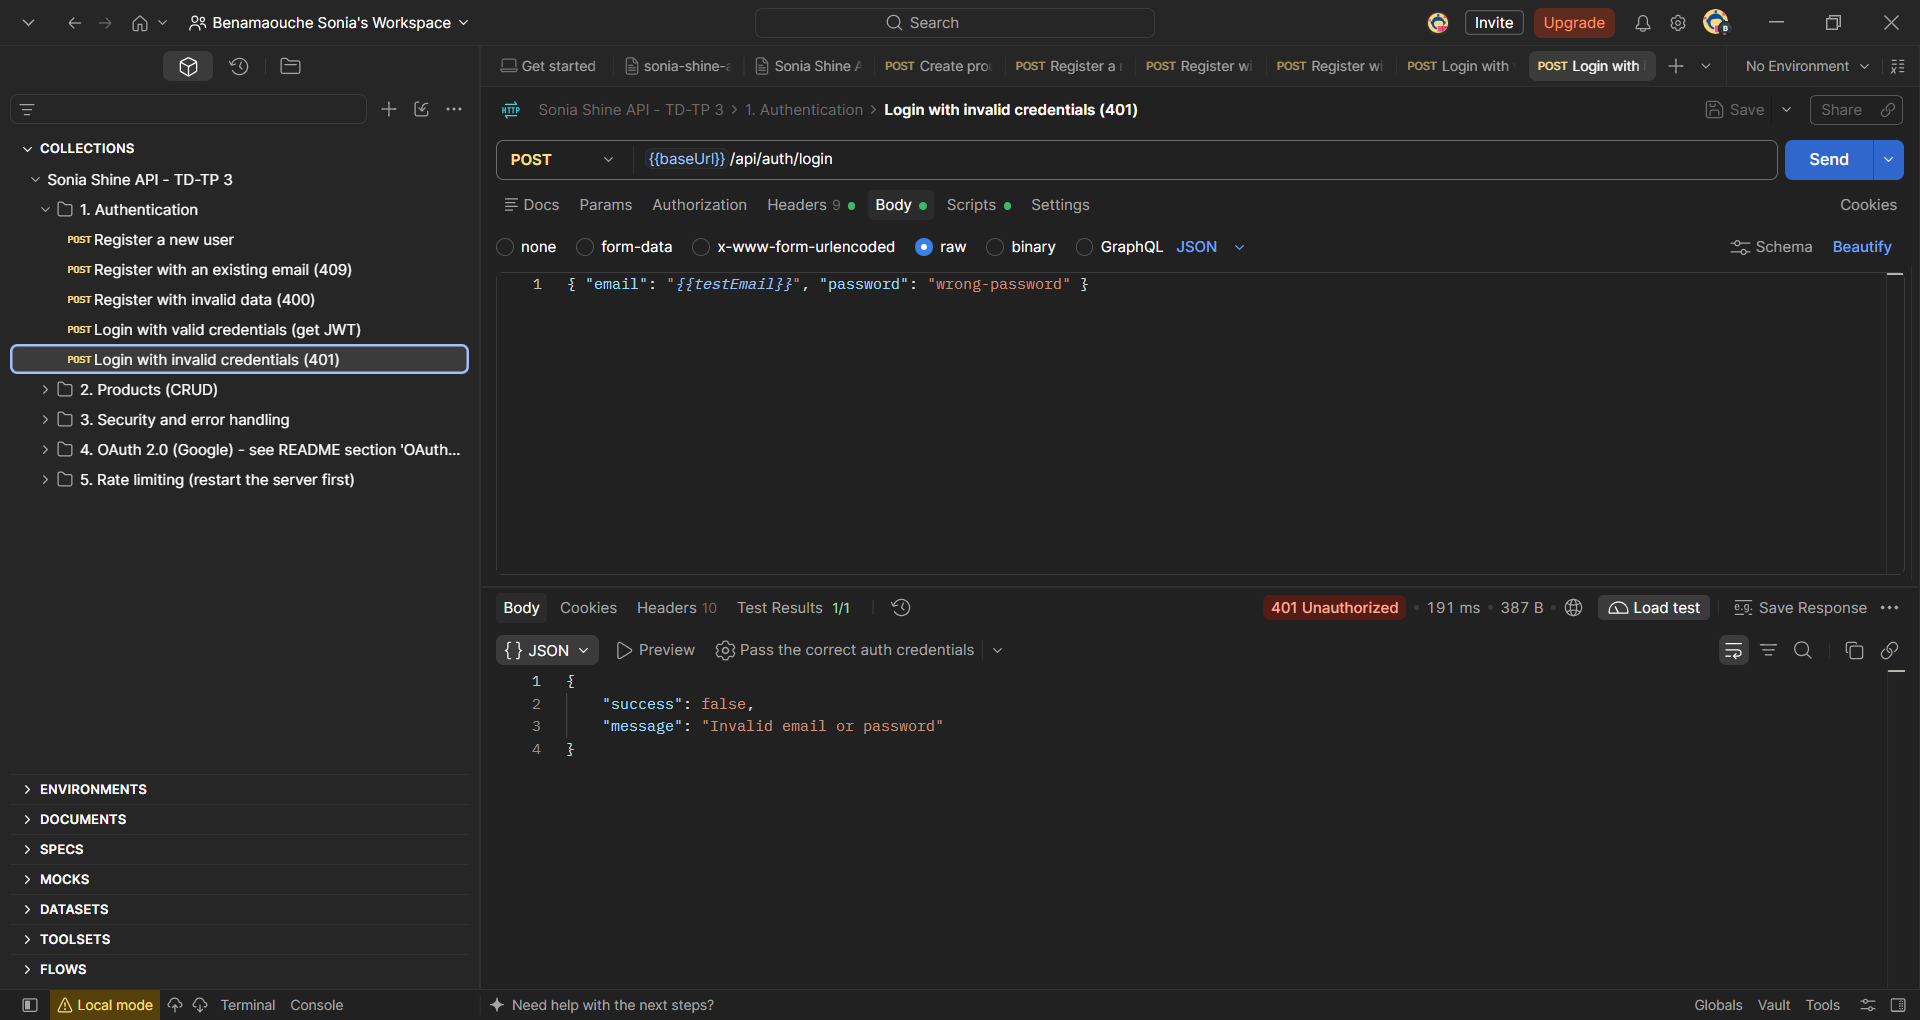 Benamaouche Sonia's Workspace
Search
Invite
Upgrade
Get started
sonia-shine-
Sonia Shine A
POST Create pro
POST Register a
POST Register wi
POST Register wi
POST Login with
POST Login with
No Environment
Sonia Shine API - TD-TP 3 > 1. Authentication > Login with invalid credentials (401)
Save
Share
COLLECTIONS
Sonia Shine API - TD-TP 3
1. Authentication
POST Register a new user
POST Register with an existing email (409)
POST Register with invalid data (400)
POST Login with valid credentials (get JWT)
POST Login with invalid credentials (401)
2. Products (CRUD)
3. Security and error handling
4. OAuth 2.0 (Google) - see README section 'OAuth...
5. Rate limiting (restart the server first)
ENVIRONMENTS
DOCUMENTS
SPECS
MOCKS
DATASETS
TOOLSETS
FLOWS
HTTP
POST
{{baseUrl}} /api/auth/login
Send
Docs Params Authorization Headers 9 Body Scripts Settings
Cookies
none form-data x-www-form-urlencoded raw binary GraphQL JSON
Schema Beautify
1 { "email": "{{testEmail}}", "password": "wrong-password" }
Body Cookies Headers 10 Test Results 1/1
401 Unauthorized • 191 ms • 387 B
Load test
e.g. Save Response
{} JSON Preview Pass the correct auth credentials
1 {
2 "success": false,
3 "message": "Invalid email or password"
4 }
Local mode Terminal Console
Need help with the next steps?
Globals Vault Tools